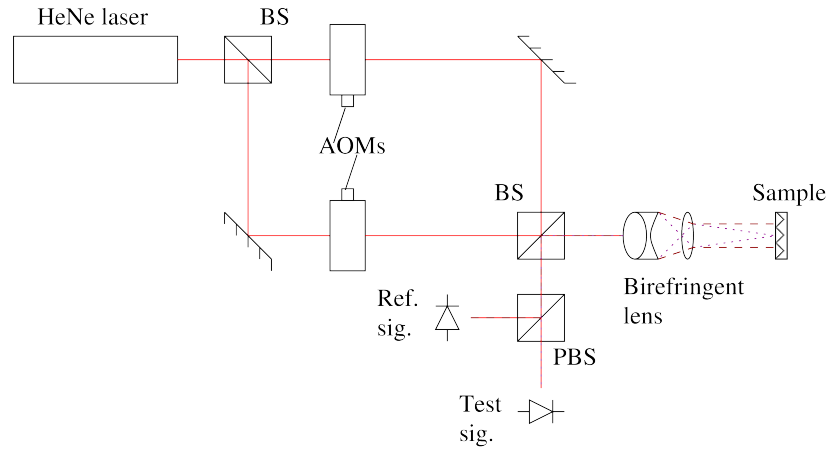 HeNe laser
BS
AOMs
BS
Sample
Birefringent
lens
Ref.
sig.
PBS
Test
sig.